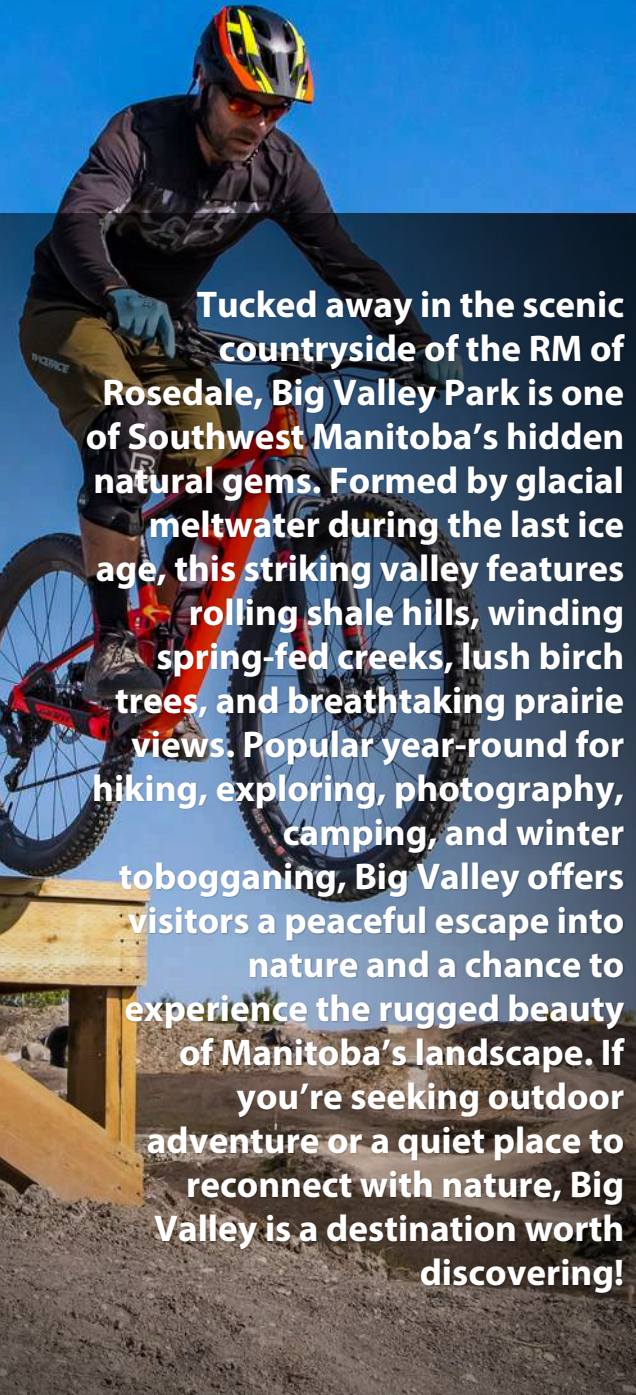 Tucked away in the scenic
countryside of the RM of
Rosedale, Big Valley Park is one
of Southwest Manitoba’s hidden
natural gems. Formed by glacial
meltwater during the last ice
age, this striking valley features
rolling shale hills, winding
spring-fed creeks, lush birch
trees, and breathtaking prairie
views. Popular year-round for
hiking, exploring, photography,
camping, and winter
tobogganing, Big Valley offers
visitors a peaceful escape into
nature and a chance to
experience the rugged beauty
of Manitoba’s landscape. If
you’re seeking outdoor
adventure or a quiet place to
reconnect with nature, Big
Valley is a destination worth
discovering!
RACEFACE